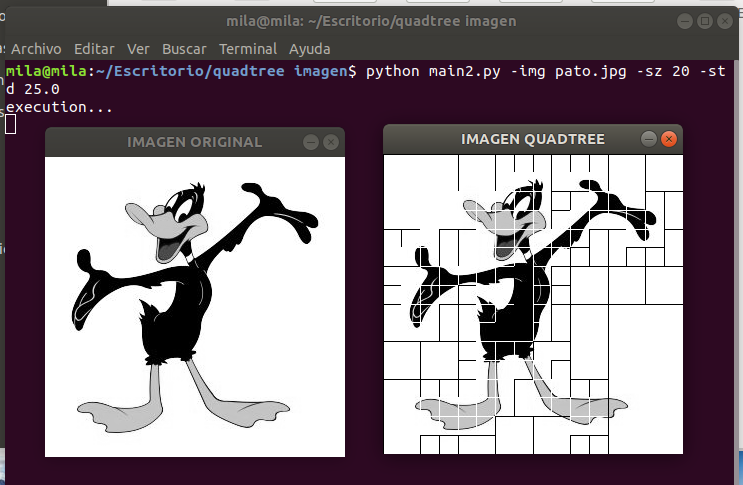 mila@mila: ~/Escritorio/quadtree imagen
Archivo Editar Ver Buscar Terminal Ayuda
mila@mila:~/Escritorio/quadtree imagen$ python main2.py -img pato.jpg -sz 20 -st
d 25.0
execution...
IMAGEN ORIGINAL
IMAGEN QUADTREE